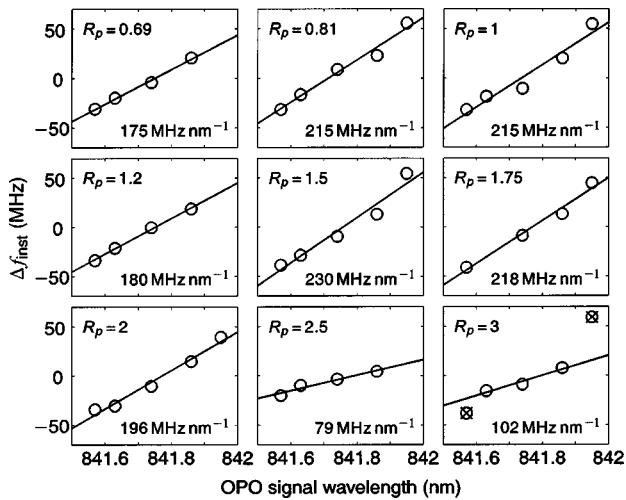 50
0
−50
Rp=0.69
175 MHz nm⁻¹
Rp=0.81
215 MHz nm⁻¹
Rp=1
215 MHz nm⁻¹
Δf_inst (MHz)
50
0
−50
Rp=1.2
180 MHz nm⁻¹
Rp=1.5
230 MHz nm⁻¹
Rp=1.75
218 MHz nm⁻¹
50
0
−50
Rp=2
196 MHz nm⁻¹
Rp=2.5
79 MHz nm⁻¹
Rp=3
102 MHz nm⁻¹
841.6 841.8 842
841.6 841.8 842
841.6 841.8 842
OPO signal wavelength (nm)